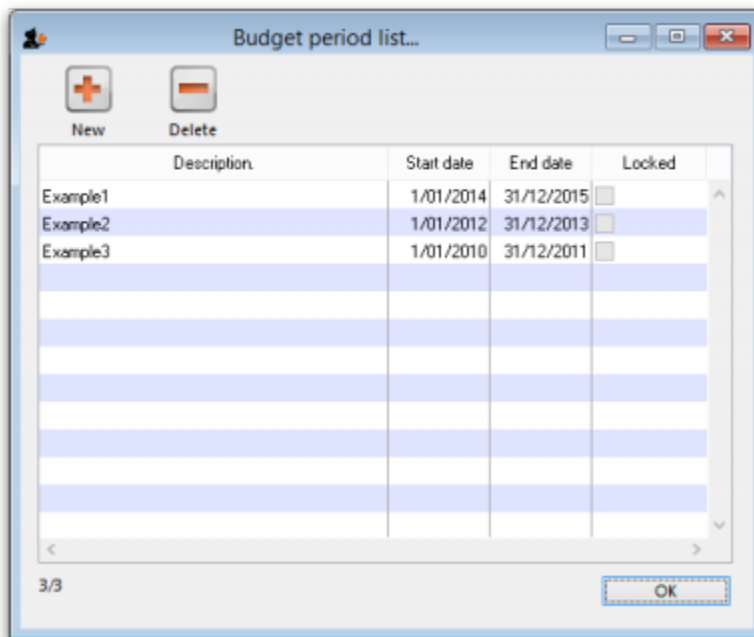 Budget period list...
New Delete
Description. Start date End date Locked
Example1 1/01/2014 31/12/2015
Example2 1/01/2012 31/12/2013
Example3 1/01/2010 31/12/2011
3/3 OK